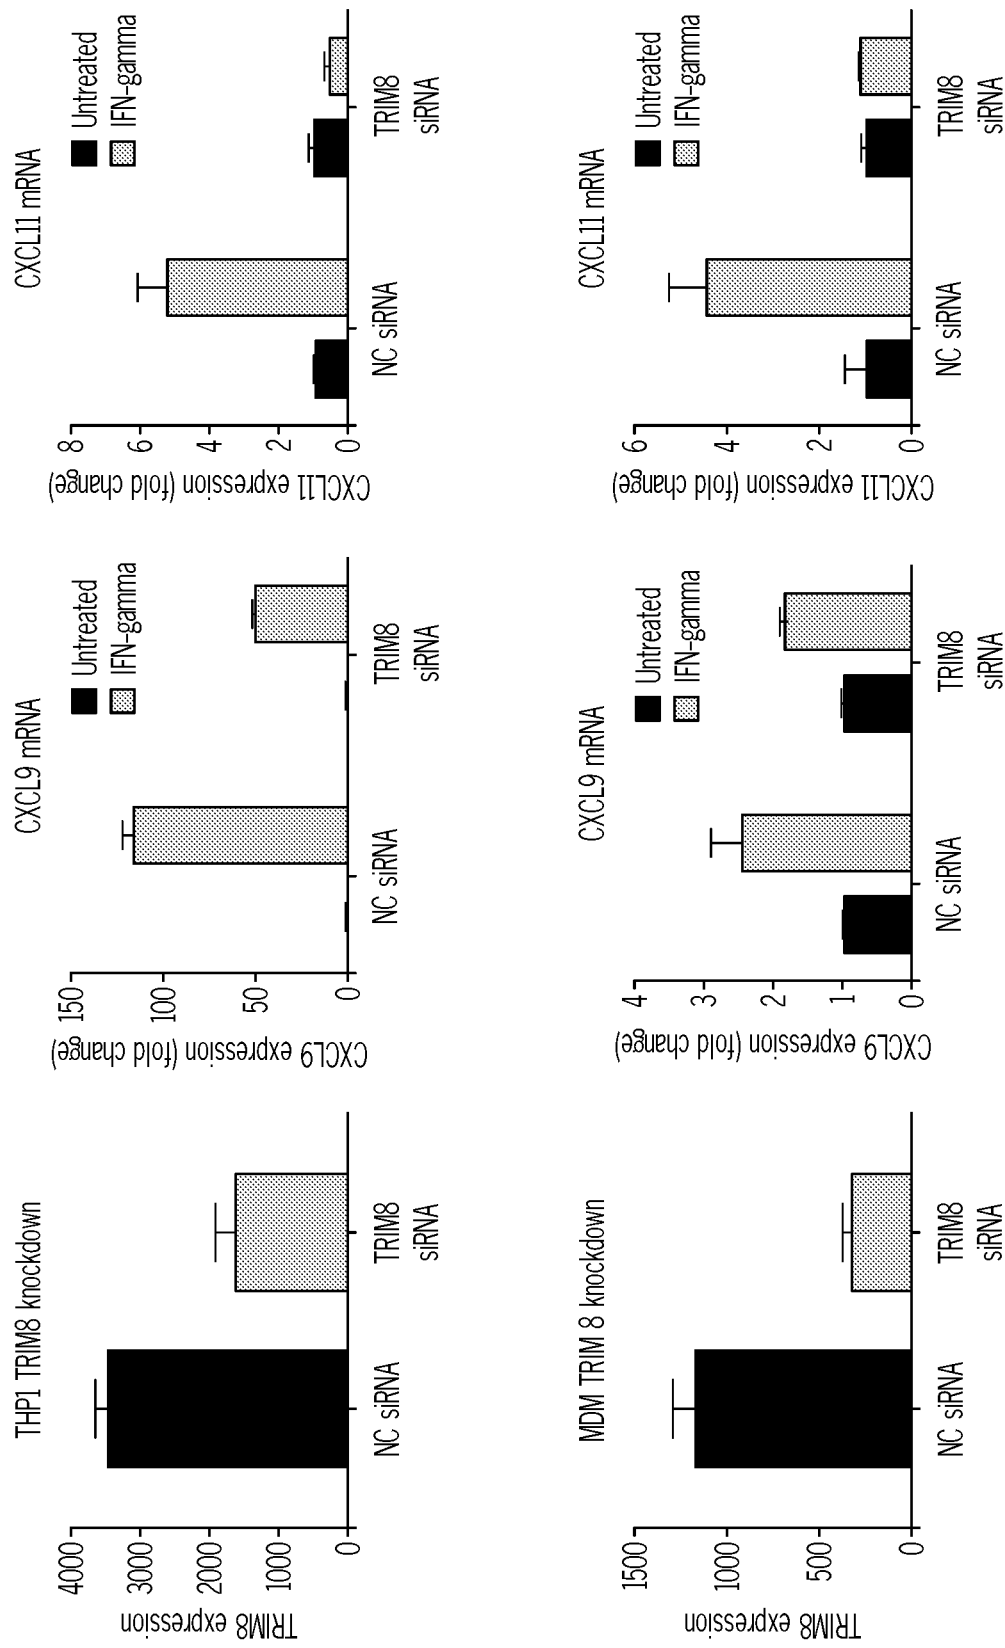 THP1 TRIM8 knockdown
TRIM8 expression
4000
3000
2000
1000
0
NC siRNA
TRIM8
siRNA
CXCL9 mRNA
CXCL9 expression (fold change)
150
100
50
0
Untreated
IFN-gamma
NC siRNA
TRIM8
siRNA
CXCL11 mRNA
CXCL11 expression (fold change)
8
6
4
2
0
Untreated
IFN-gamma
NC siRNA
TRIM8
siRNA
MDM TRIM 8 knockdown
TRIM8 expression
1500
1000
500
0
NC siRNA
TRIM8
siRNA
CXCL9 mRNA
CXCL9 expression (fold change)
4
3
2
1
0
Untreated
IFN-gamma
NC siRNA
TRIM8
siRNA
CXCL11 mRNA
CXCL11 expression (fold change)
6
4
2
0
Untreated
IFN-gamma
NC siRNA
TRIM8
siRNA